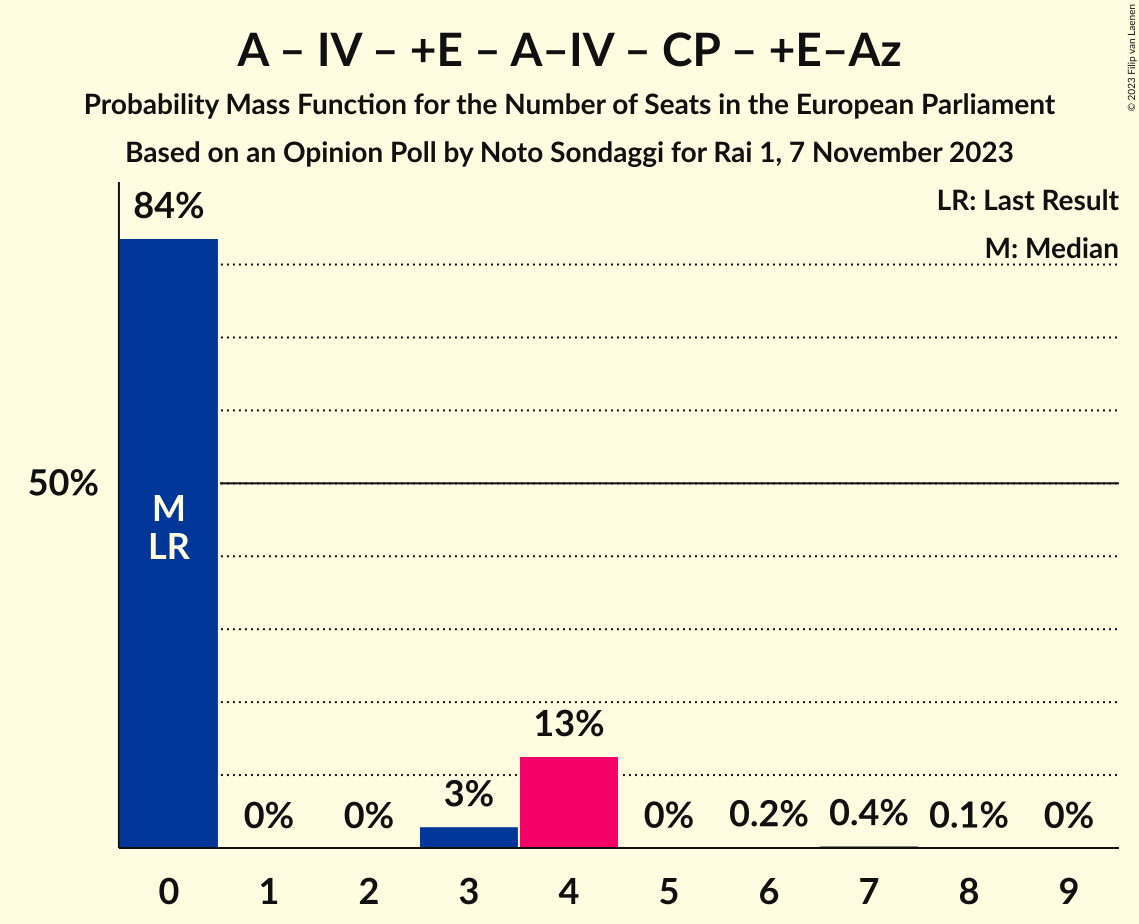 A – IV – +E – A–IV – CP – +E–Az
Probability Mass Function for the Number of Seats in the European Parliament
Based on an Opinion Poll by Noto Sondaggi for Rai 1, 7 November 2023
© 2023 Filip van Laenen
LR: Last Result
M: Median
84%
50%
M
LR
0%
0%
3%
13%
0%
0.2%
0.4%
0.1%
0%
0
1
2
3
4
5
6
7
8
9